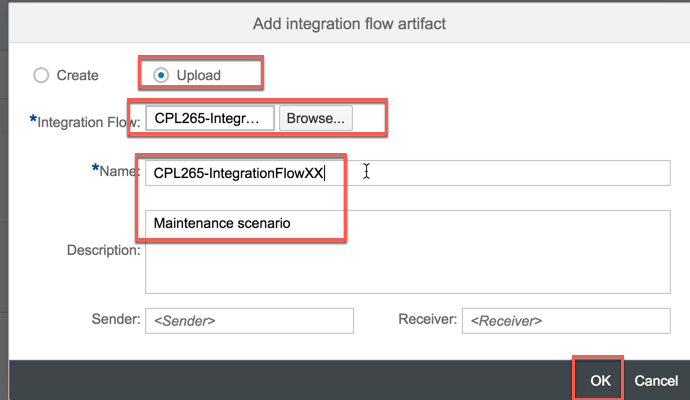 Add integration flow artifact
Create Upload
*Integration Flow: CPL265-Integr... Browse...
*Name: CPL265-IntegrationFlowXX
Maintenance scenario
Description:
Sender: <Sender> Receiver: <Receiver>
OK Cancel